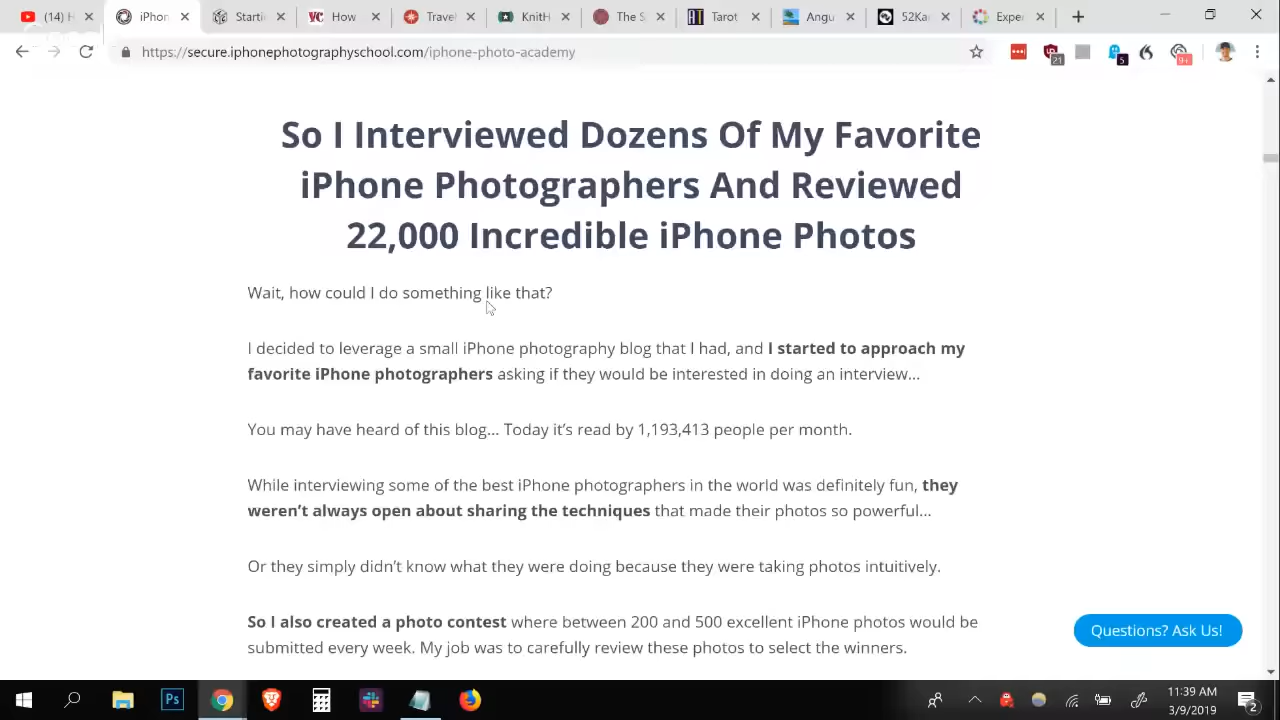 (14) H
iPhon
Starti
How
Trave
KnitH
The S
Tarot
Angu
52Ka
Exper
https://secure.iphonephotographyschool.com/iphone-photo-academy
21
5
9+
So I Interviewed Dozens Of My Favorite
iPhone Photographers And Reviewed
22,000 Incredible iPhone Photos
Wait, how could I do something like that?
I decided to leverage a small iPhone photography blog that I had, and I started to approach my
favorite iPhone photographers asking if they would be interested in doing an interview...
You may have heard of this blog... Today it's read by 1,193,413 people per month.
While interviewing some of the best iPhone photographers in the world was definitely fun, they
weren't always open about sharing the techniques that made their photos so powerful...
Or they simply didn't know what they were doing because they were taking photos intuitively.
So I also created a photo contest where between 200 and 500 excellent iPhone photos would be
submitted every week. My job was to carefully review these photos to select the winners.
Questions? Ask Us!
Ps
11:39 AM
3/9/2019
2